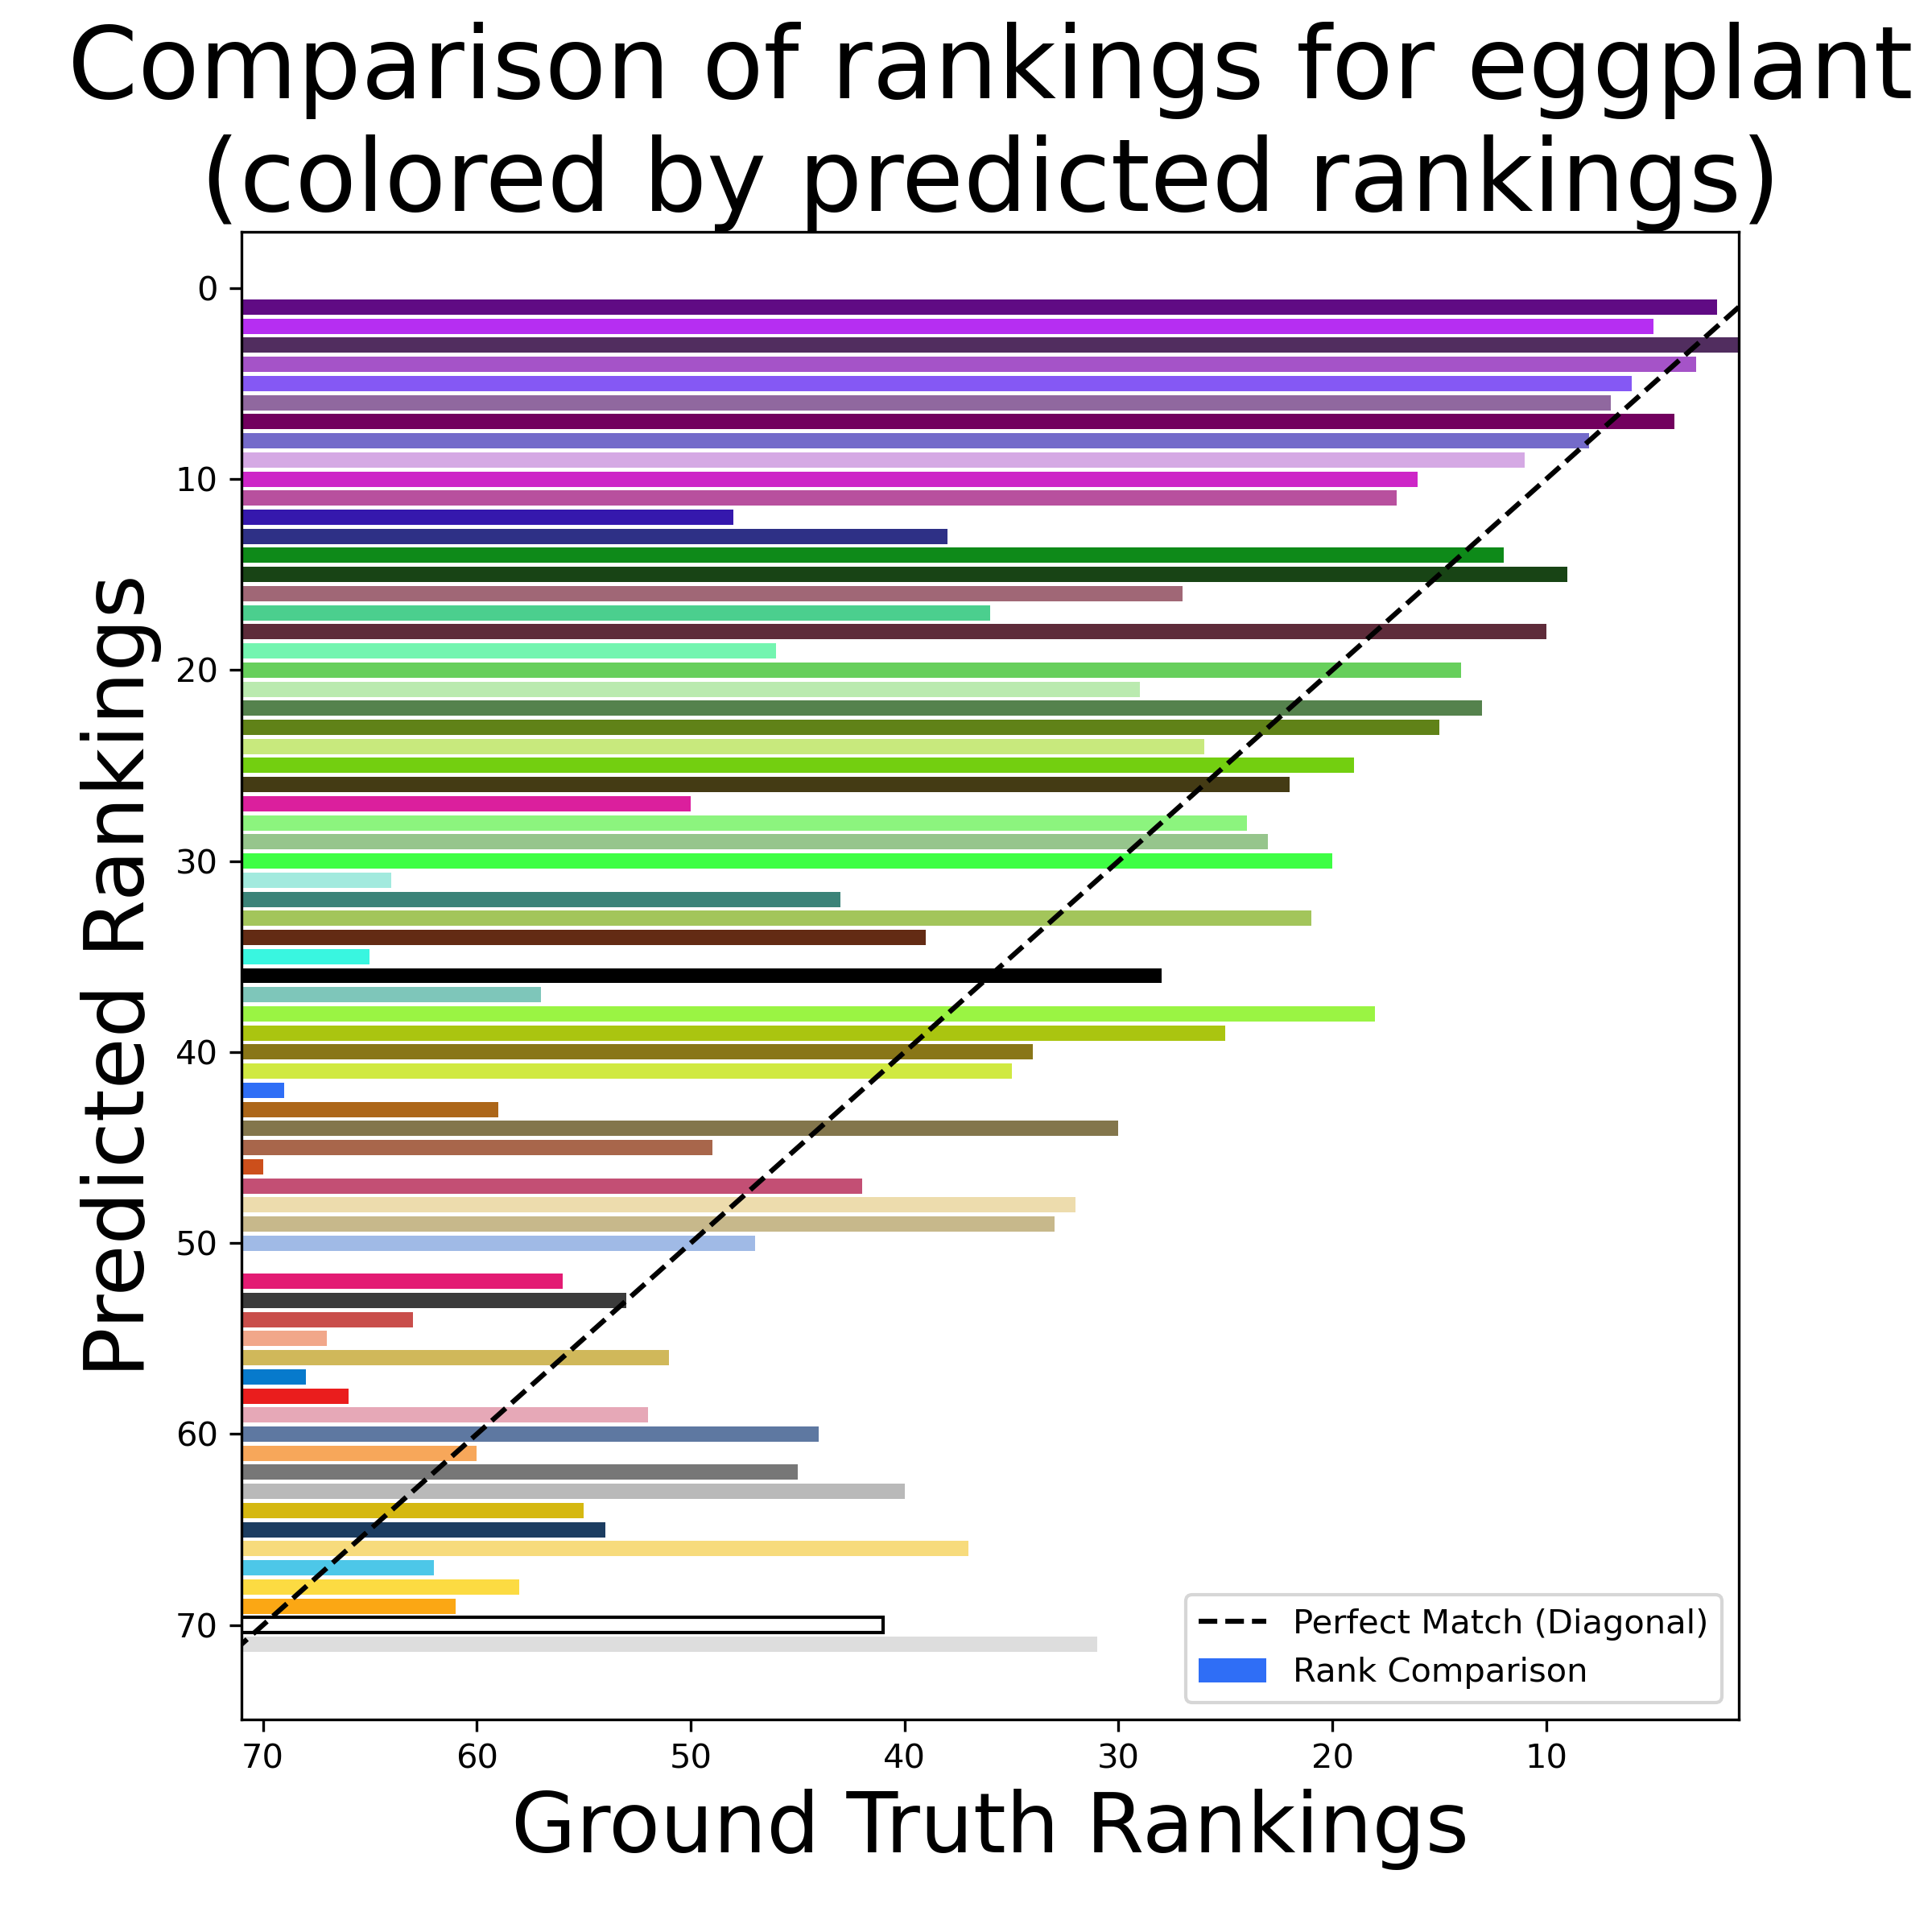 Comparison of rankings for eggplant
(colored by predicted rankings)
Predicted Rankings
0
10
20
30
40
50
60
70
Perfect Match (Diagonal)
Rank Comparison
70 60 50 40 30 20 10
Ground Truth Rankings